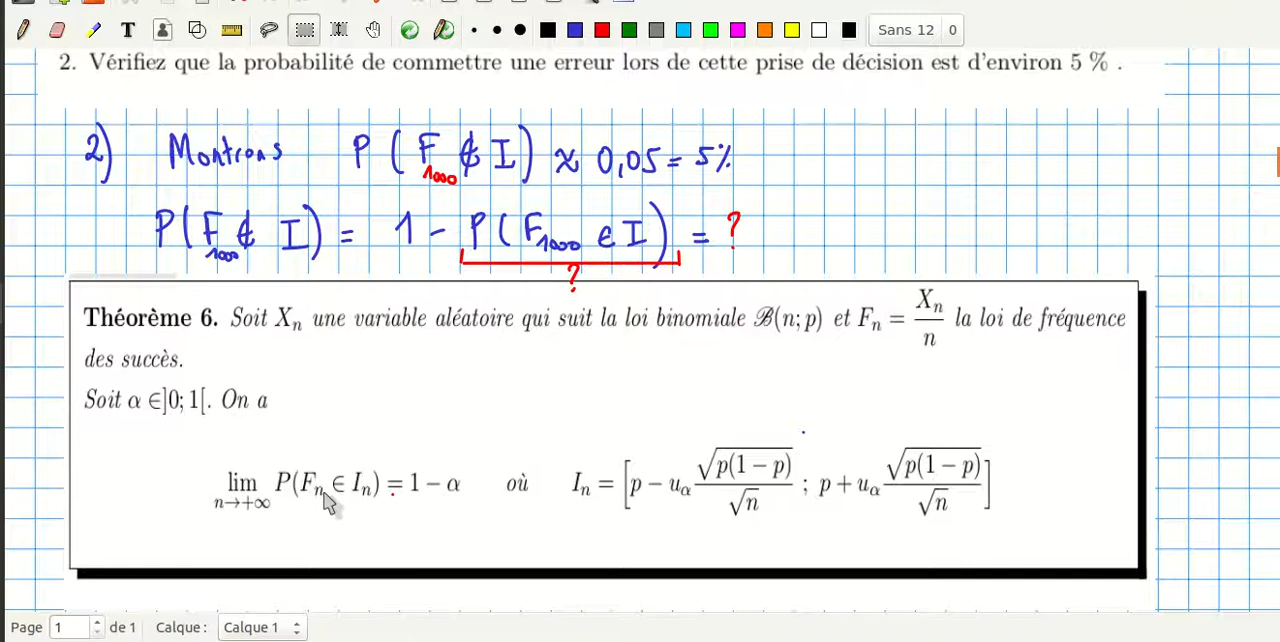 Sans 12 0
2. Vérifiez que la probabilité de commettre une erreur lors de cette prise de décision est d'environ 5 % .
2) Montrons P ( F₁₀₀₀ ∉ I ) ≈ 0,05 = 5%
P( F₁₀₀₀ ∉ I ) = 1 - P ( F₁₀₀₀ ∈ I ) = ?
?
Théorème 6. Soit Xₙ une variable aléatoire qui suit la loi binomiale ℬ(n; p) et Fₙ = Xₙ/n la loi de fréquence
des succès.
Soit α ∈]0; 1[. On a
lim n→+∞ P(Fₙ ∈ Iₙ) = 1 − α où Iₙ = [p − uα √p(1 − p)/√n ; p + uα √p(1 − p)/√n]
Page 1 de 1 Calque : Calque 1